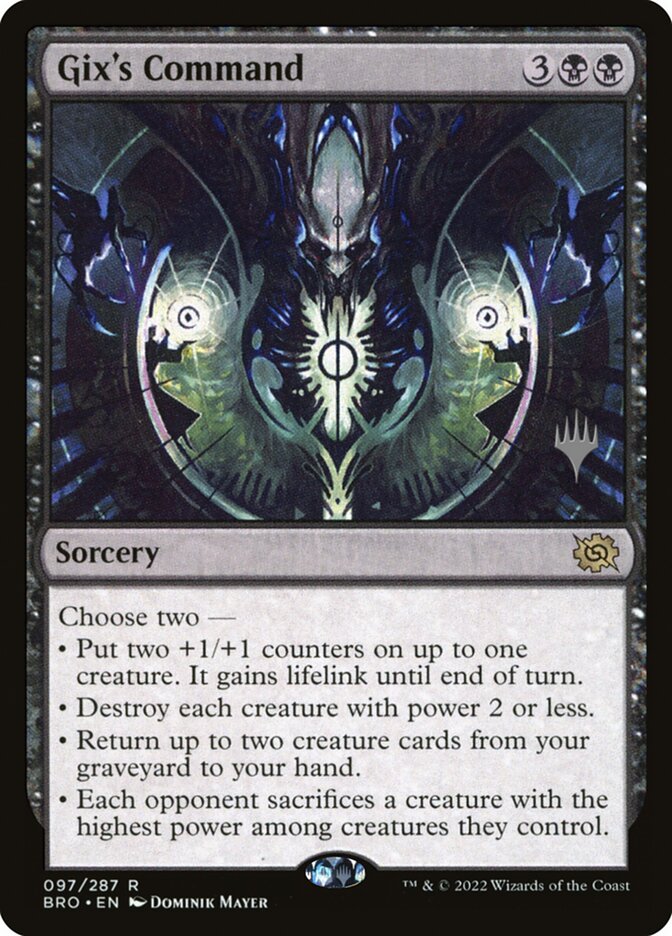 Gix's Command 3
Sorcery
Choose two —
• Put two +1/+1 counters on up to one
creature. It gains lifelink until end of turn.
• Destroy each creature with power 2 or less.
• Return up to two creature cards from your
graveyard to your hand.
• Each opponent sacrifices a creature with the
highest power among creatures they control.
097/287 R
BRO • EN Dominik Mayer
™ & © 2022 Wizards of the Coast